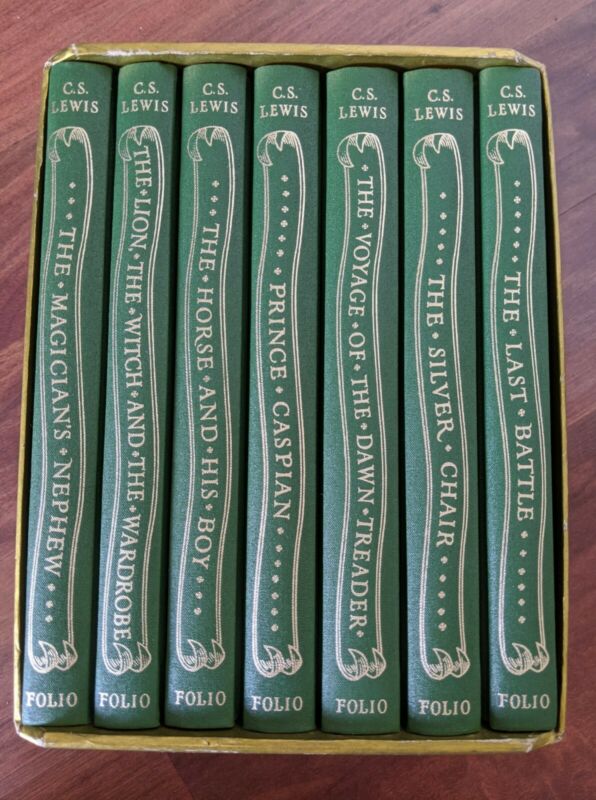 C.S.
LEWIS
THE MAGICIAN'S NEPHEW
FOLIO
C.S.
LEWIS
THE LION THE WITCH AND THE WARDROBE
FOLIO
C.S.
LEWIS
THE HORSE AND HIS BOY
FOLIO
C.S.
LEWIS
PRINCE CASPIAN
FOLIO
C.S.
LEWIS
THE VOYAGE OF THE DAWN TREADER
FOLIO
C.S.
LEWIS
THE SILVER CHAIR
FOLIO
C.S.
LEWIS
THE LAST BATTLE
FOLIO